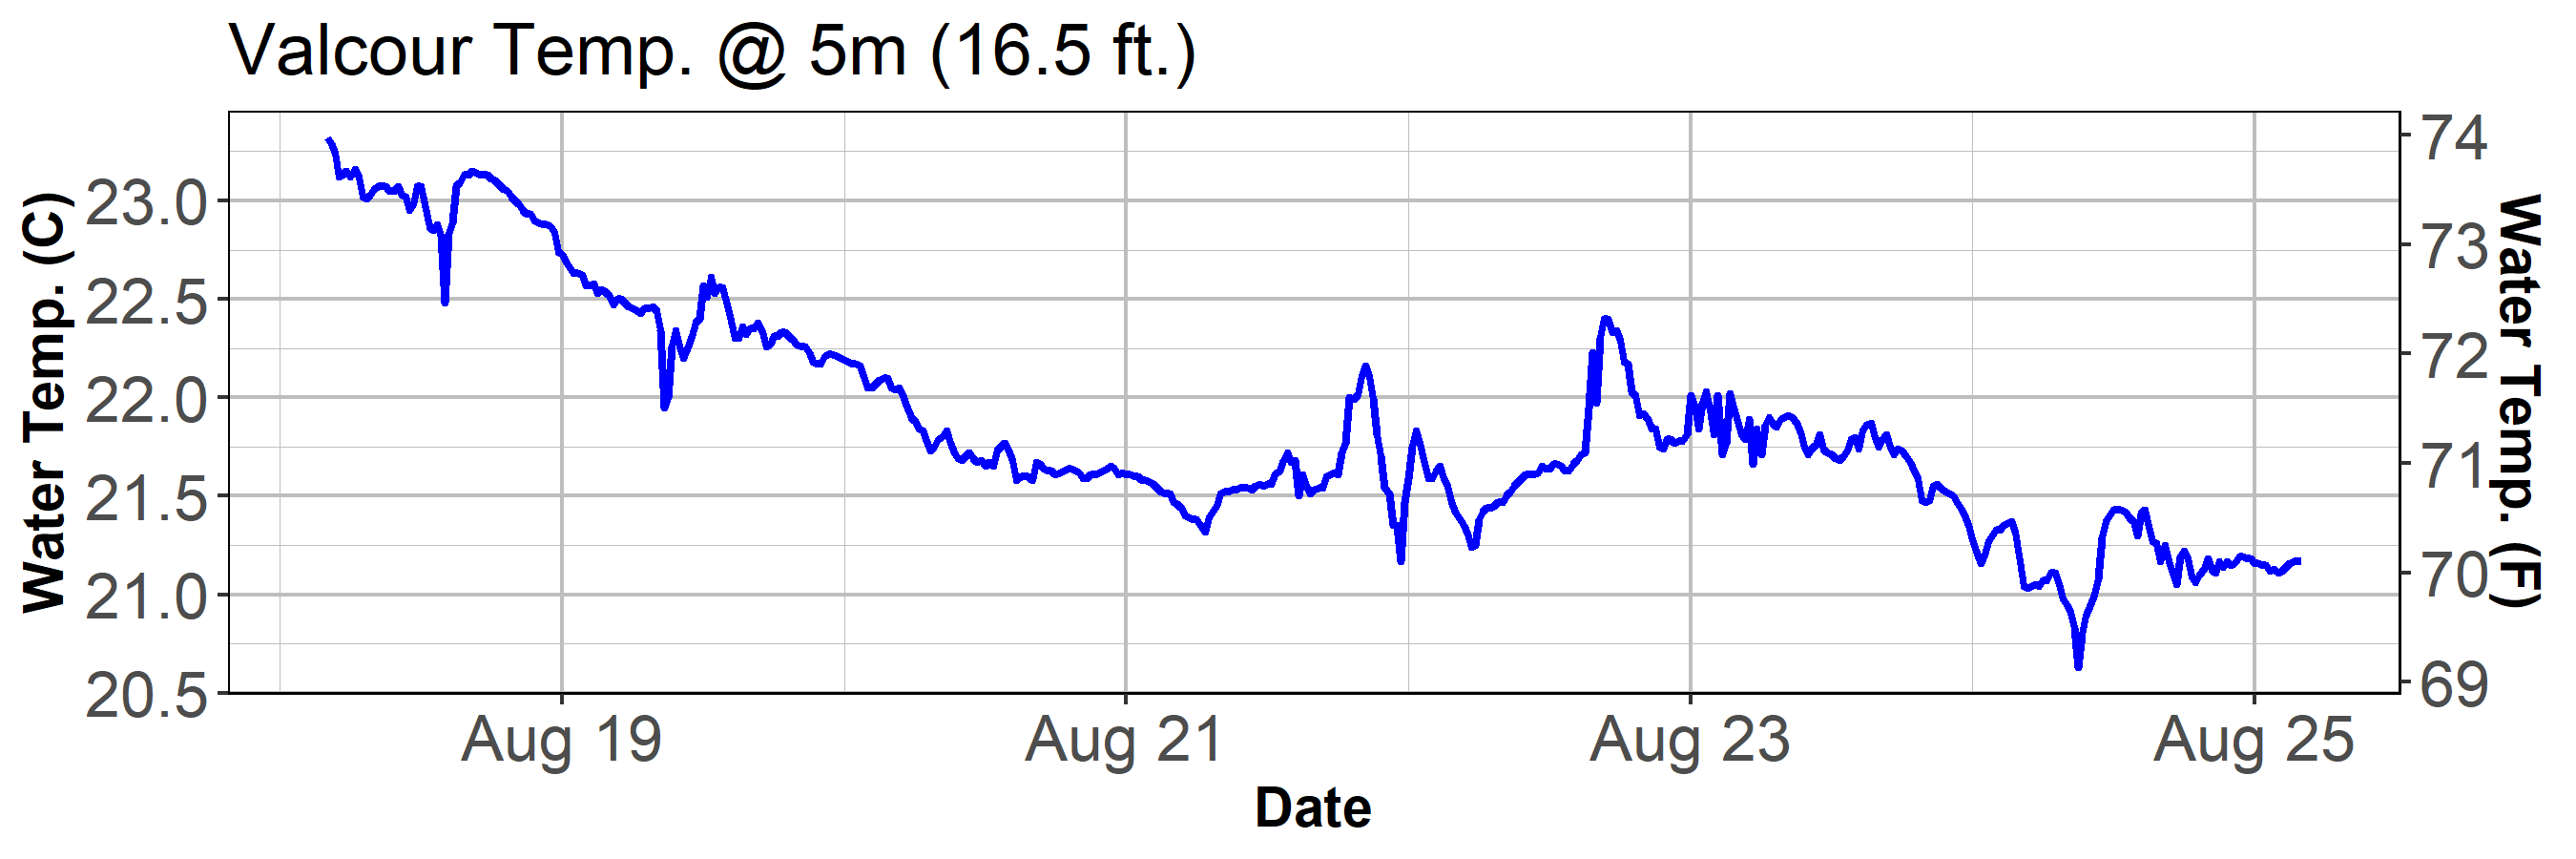 Valcour Temp. @ 5m (16.5 ft.)
Water Temp. (C)
23.0
22.5
22.0
21.5
21.0
20.5
74
73
72
71
70
69
Water Temp. (F)
Aug 19 Aug 21 Aug 23 Aug 25
Date